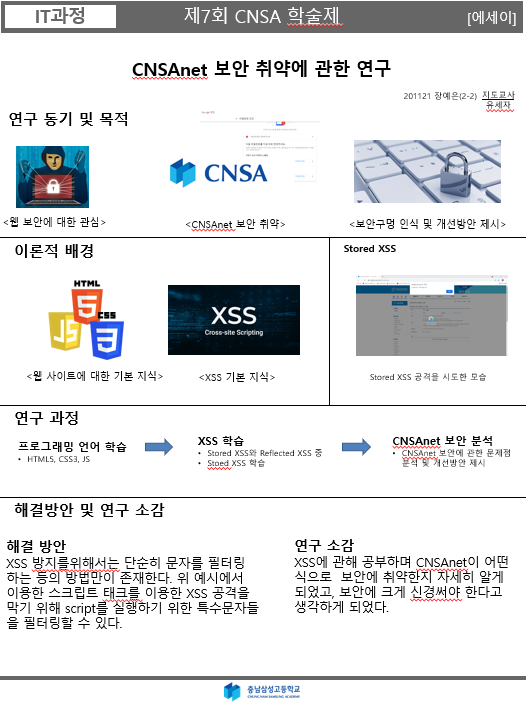 IT과정
제7회 CNSA 학술제
[에세이]
CNSAnet 보안 취약에 관한 연구
201121 장예은(2-2) 지도교사
유세자
연구 동기 및 목적
CNSA
<웹 보안에 대한 관심>
<CNSAnet 보안 취약>
<보안구멍 인식 및 개선방안 제시>
이론적 배경
Stored XSS
HTML
5
JS
CSS
3
XSS
Cross-site Scripting
<웹 사이트에 대한 기본 지식>
<XSS 기본 지식>
Stored XSS 공격을 시도한 모습
연구 과정
프로그래밍 언어 학습
• HTML5, CSS3, JS
XSS 학습
• Stored XSS와 Reflected XSS 중
• Stoed XSS 학습
CNSAnet 보안 분석
• CNSAnet 보안에 관한 문제점
분석 및 개선방안 제시
해결방안 및 연구 소감
해결 방안
XSS 방지를위해서는 단순히 문자를 필터링
하는 등의 방법만이 존재한다. 위 예시에서
이용한 스크립트 태크를 이용한 XSS 공격을
막기 위해 script를 실행하기 위한 특수문자들
을 필터링할 수 있다.
연구 소감
XSS에 관해 공부하며 CNSAnet이 어떤
식으로 보안에 취약한지 자세히 알게
되었고, 보안에 크게 신경써야 한다고
생각하게 되었다.
충남삼성고등학교
CHUNGNAM SAMSUNG ACADEMY